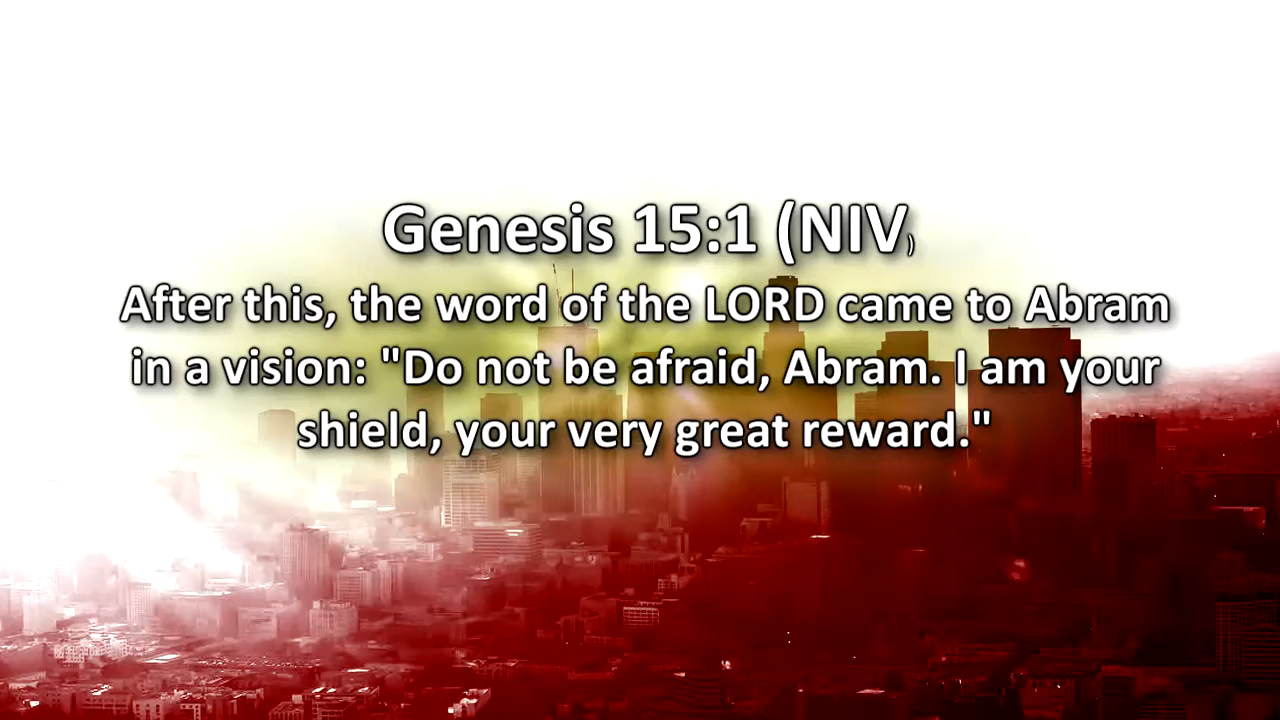 Genesis 15:1 (NIV)
After this, the word of the LORD came to Abram
in a vision: "Do not be afraid, Abram. I am your
shield, your very great reward."